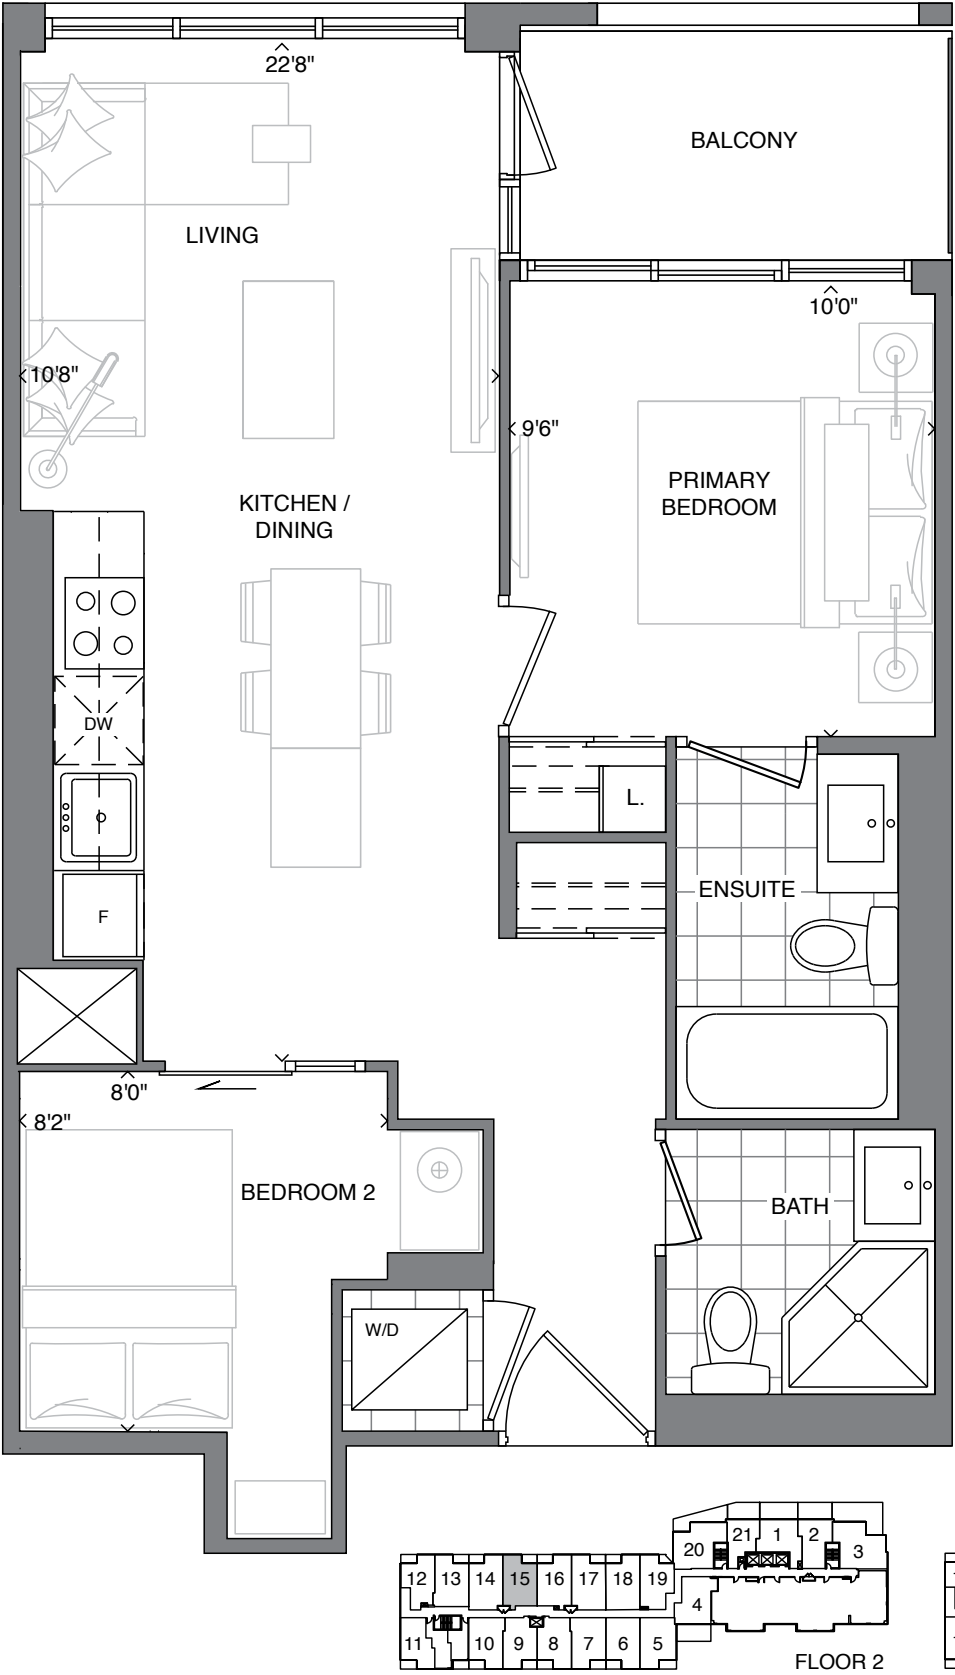 22'8"
BALCONY
LIVING
10'0"
10'8"
9'6"
PRIMARY
BEDROOM
KITCHEN /
DINING
DW
L.
ENSUITE
F
8'0"
8'2"
BEDROOM 2
BATH
W/D
21 1 2
20 3
12 13 14 15 16 17 18 19
4
11 10 9 8 7 6 5
FLOOR 2